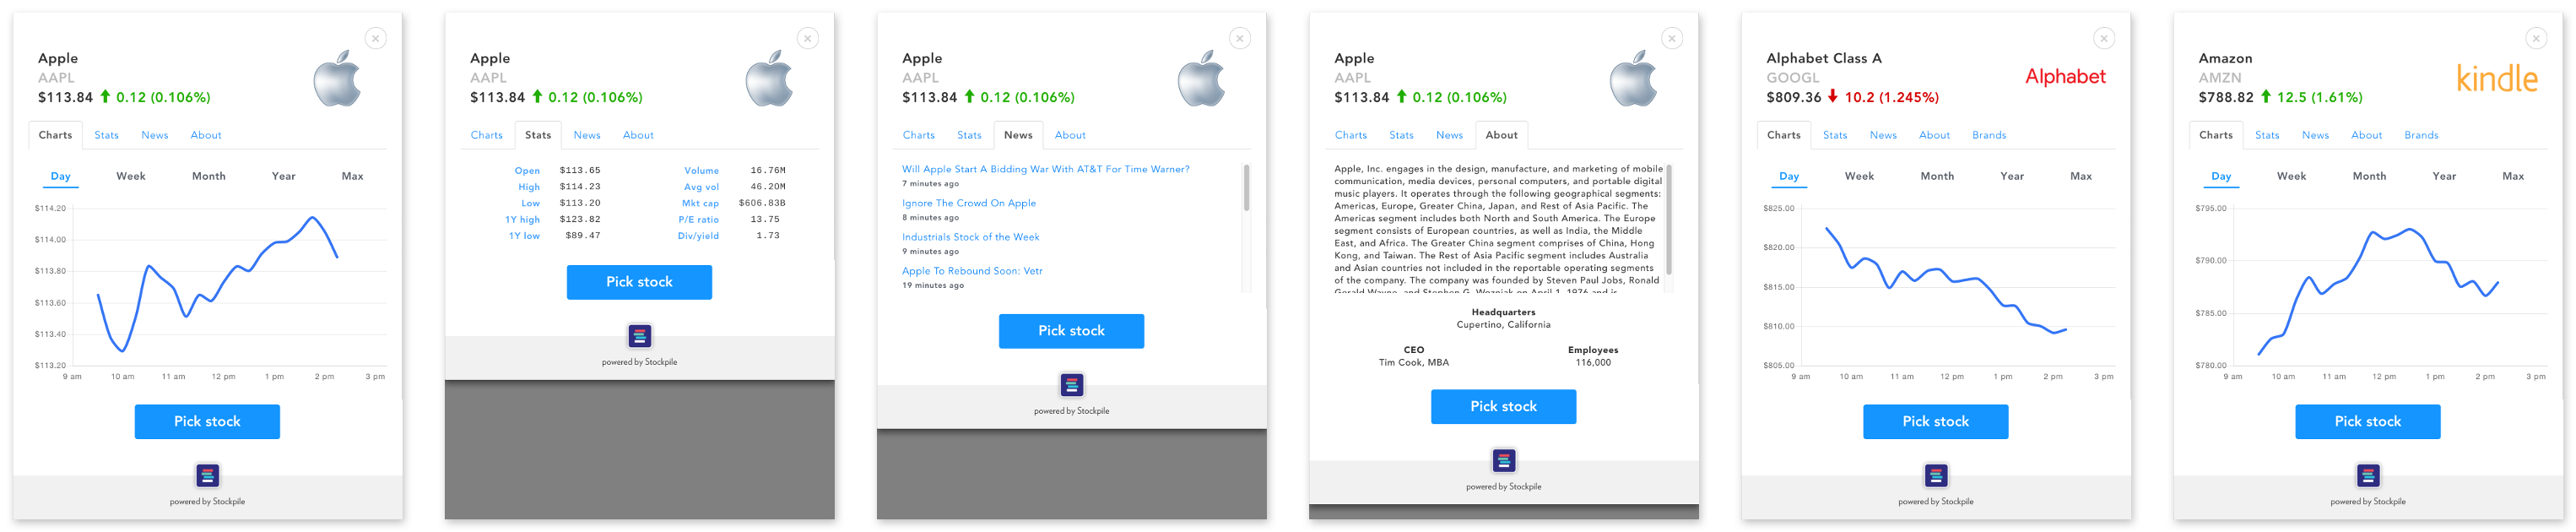 Apple
AAPL
$113.84 0.12 (0.106%)
Charts Stats News About
Day Week Month Year Max
$114.20
$114.00
$113.80
$113.60
$113.40
$113.20
9 am 10 am 11 am 12 pm 1 pm 2 pm 3 pm
Pick stock
powered by Stockpile
Apple
AAPL
$113.84 0.12 (0.106%)
Charts Stats News About
Open $113.65 Volume 16.76M
High $114.23 Avg vol 46.20M
Low $113.20 Mkt cap $606.83B
1Y high $123.82 P/E ratio 13.75
1Y low $89.47 Div/yield 1.73
Pick stock
powered by Stockpile
Apple
AAPL
$113.84 0.12 (0.106%)
Charts Stats News About
Will Apple Start A Bidding War With AT&T For Time Warner?
7 minutes ago
Ignore The Crowd On Apple
8 minutes ago
Industrials Stock of the Week
9 minutes ago
Apple To Rebound Soon: Vetr
19 minutes ago
Pick stock
powered by Stockpile
Apple
AAPL
$113.84 0.12 (0.106%)
Charts Stats News About
Apple, Inc. engages in the design, manufacture, and marketing of mobile
communication, media devices, personal computers, and portable digital
music players. It operates through the following geographical segments:
Americas, Europe, Greater China, Japan, and Rest of Asia Pacific. The
Americas segment includes both North and South America. The Europe
segment consists of European countries, as well as India, the Middle
East, and Africa. The Greater China segment comprises of China, Hong
Kong, and Taiwan. The Rest of Asia Pacific segment includes Australia
and Asian countries not included in the reportable operating segments
of the company. The company was founded by Steven Paul Jobs, Ronald
Gerald Wayne, and Stephen G. Wozniak on April 1, 1976 and is
Headquarters
Cupertino, California
CEO Employees
Tim Cook, MBA 116,000
Pick stock
powered by Stockpile
Alphabet Class A
GOOGL
Alphabet
$809.36 10.2 (1.245%)
Charts Stats News About Brands
Day Week Month Year Max
$825.00
$820.00
$815.00
$810.00
$805.00
9 am 10 am 11 am 12 pm 1 pm 2 pm 3 pm
Pick stock
powered by Stockpile
Amazon
AMZN
kindle
$788.82 12.5 (1.61%)
Charts Stats News About Brands
Day Week Month Year Max
$795.00
$790.00
$785.00
$780.00
9 am 10 am 11 am 12 pm 1 pm 2 pm 3 pm
Pick stock
powered by Stockpile